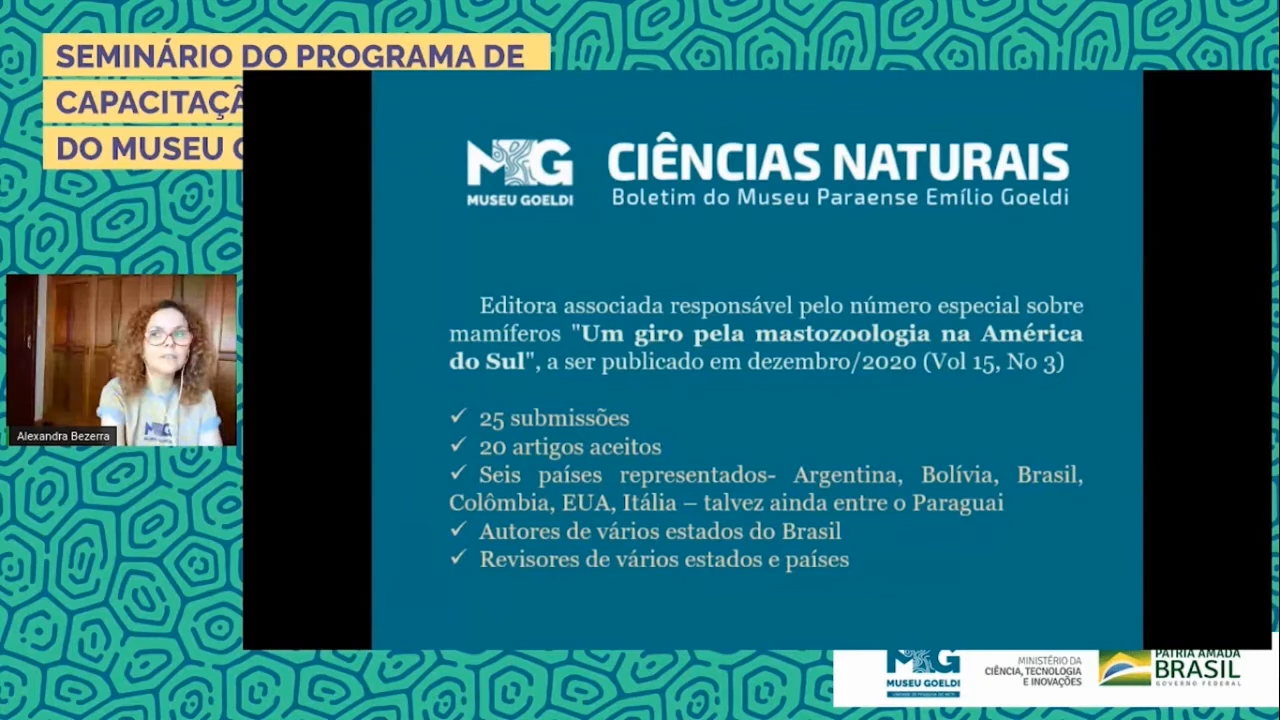 SEMINÁRIO DO PROGRAMA DE
CAPACITAÇÃ
DO MUSEU
MG
MUSEU GOELDI
CIÊNCIAS NATURAIS
Boletim do Museu Paraense Emílio Goeldi
Editora associada responsável pelo número especial sobre
mamíferos "Um giro pela mastozoologia na América
do Sul", a ser publicado em dezembro/2020 (Vol 15, No 3)
✓ 25 submissões
✓ 20 artigos aceitos
✓ Seis países representados- Argentina, Bolívia, Brasil,
Colômbia, EUA, Itália – talvez ainda entre o Paraguai
✓ Autores de vários estados do Brasil
✓ Revisores de vários estados e países
Alexandra Bezerra
MG
MUSEU GOELDI
MINISTÉRIO DA
CIÊNCIA, TECNOLOGIA
E INOVAÇÕES
PÁTRIA AMADA
BRASIL
GOVERNO FEDERAL